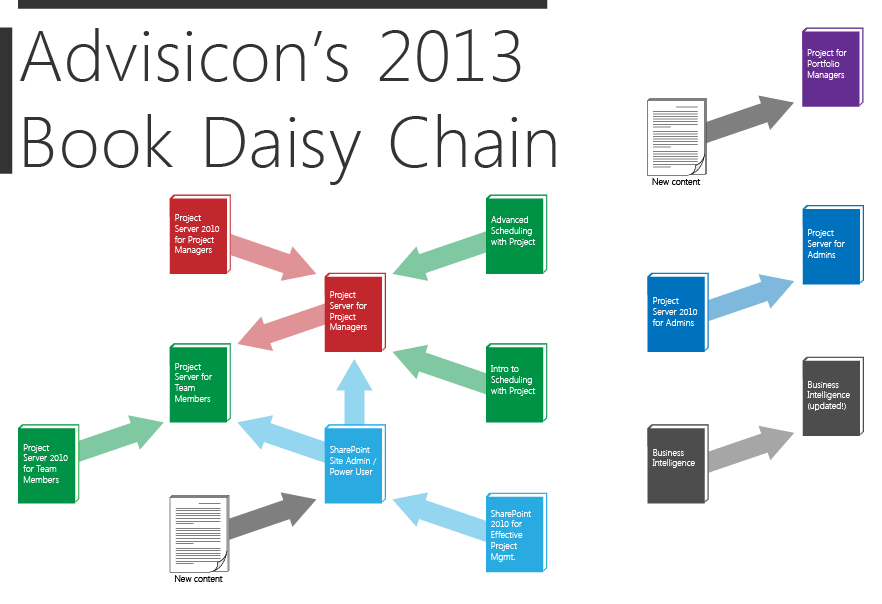 Advisicon's 2013
Book Daisy Chain
Project for
Portfolio
Managers
New content
Project
Server 2010
for Project
Managers
Advanced
Scheduling
with Project
Project
Server for
Admins
Project
Server for
Project
Managers
Project
Server 2010
for Admins
Project
Server for
Team
Members
Intro to
Scheduling
with Project
Business
Intelligence
(updated!)
Project
Server 2010
for Team
Members
SharePoint
Site Admin /
Power User
Business
Intelligence
New content
SharePoint
2010 for
Effective
Project
Mgmt.